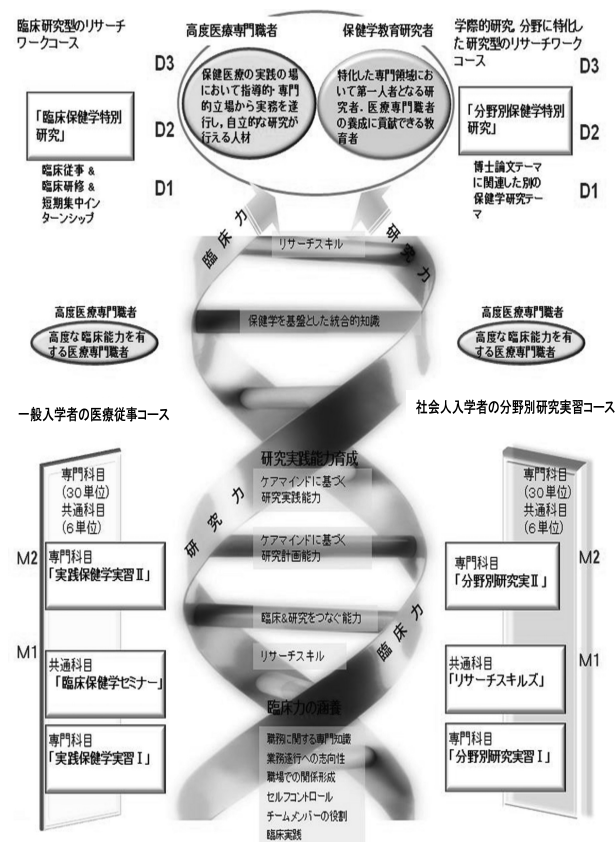 臨床研究型のリサーチ
ワークコース
D3
「臨床保健学特別
研究」
D2
臨床従事 &
臨床研修 &
短期集中イン
ターンシップ
D1
高度医療専門職者
保健医療の実践の場
において指導的・専門
的立場から実務を遂
行し、自立的な研究が
行える人材
保健学教育研究者
特化した専門領域にお
いて第一人者となる研
究者・医療専門職者
の養成に貢献できる教
育者
学際的研究、分野に特化し
た研究型のリサーチワーク
コース
D3
「分野別保健学特別
研究」
D2
博士論文テーマ
に関連した別の
保健学研究テー
マ
D1
臨床力
研究力
リサーチスキル
保健学を基盤とした統合的知識
高度医療専門職者
高度な臨床能力を有
する医療専門職者
高度医療専門職者
高度な臨床能力を有
する医療専門職者
一般入学者の医療従事コース
社会人入学者の分野別研究実習コース
専門科目
(30単位)
共通科目
(6単位)
M2
専門科目
「実践保健学実習Ⅱ」
M1
共通科目
「臨床保健学セミナー」
専門科目
「実践保健学実習Ⅰ」
研究実践能力育成
ケアマインドに基づく
研究実践能力
研究力
ケアマインドに基づく
研究計画能力
臨床&研究をつなぐ能力
臨床力
リサーチスキル
臨床力の涵養
職務に関する専門知識
業務遂行への志向性
職場での関係形成
セルフコントロール
チームメンバーの役割
臨床実践
専門科目
(30単位)
共通科目
(6単位)
M2
専門科目
「分野別研究実Ⅱ」
M1
共通科目
「リサーチスキルズ」
専門科目
「分野別研究実習Ⅰ」